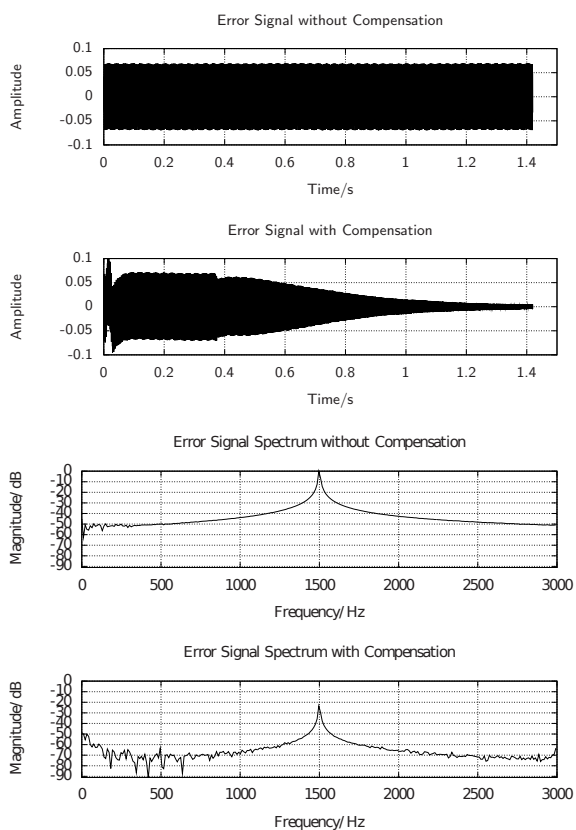 Error Signal without Compensation
Amplitude
0.1
0.05
0
-0.05
-0.1
0 0.2 0.4 0.6 0.8 1 1.2 1.4
Time/s
Error Signal with Compensation
Amplitude
0.1
0.05
0
-0.05
-0.1
0 0.2 0.4 0.6 0.8 1 1.2 1.4
Time/s
Error Signal Spectrum without Compensation
Magnitude/dB
0
-10
-20
-30
-40
-50
-60
-70
-80
-90
0 500 1000 1500 2000 2500 3000
Frequency/Hz
Error Signal Spectrum with Compensation
Magnitude/dB
0
-10
-20
-30
-40
-50
-60
-70
-80
-90
0 500 1000 1500 2000 2500 3000
Frequency/Hz